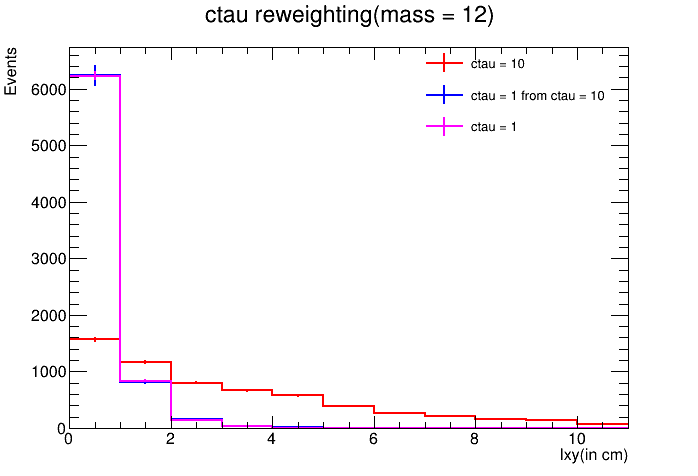 ctau reweighting(mass = 12)
Events
ctau = 10
ctau = 1 from ctau = 10
ctau = 1
6000
5000
4000
3000
2000
1000
0
0 2 4 6 8 10
lxy(in cm)